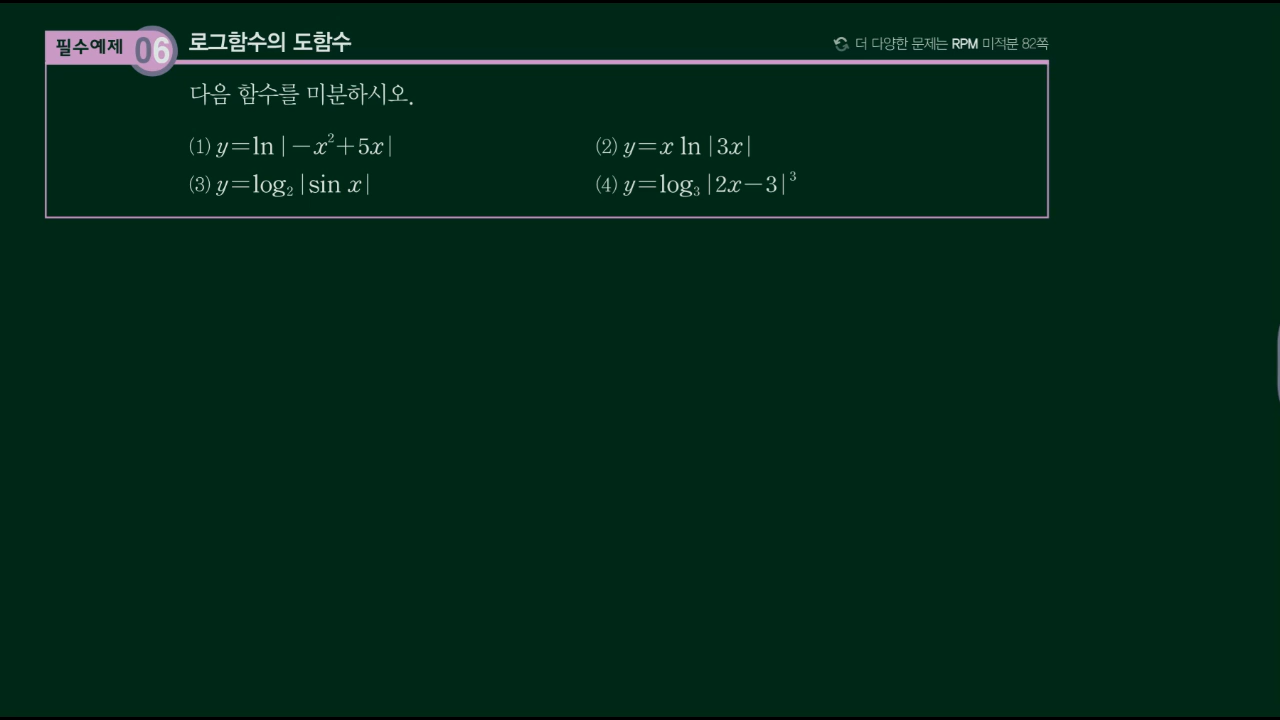 필수예제 06 로그함수의 도함수 더 다양한 문제는 RPM 미적분 82쪽
다음 함수를 미분하시오.
(1) y=ln|−x²+5x| (2) y=x ln|3x|
(3) y=log₂|sin x| (4) y=log₃|2x−3|³